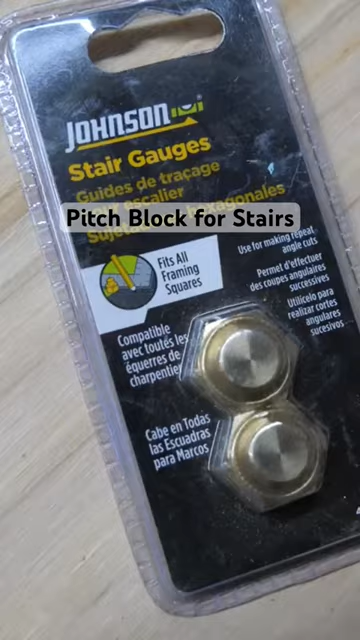 JOHNSON
Stair Gauges
Guides de traçage
escalier
Pitch Block for Stairs
Fits All
Framing
Squares
Use for making repeat
angle cuts
Permet d'effectuer
des coupes angulaires
successives
Utilícelo para
realizar cortes
angulares
sucesivos
Compatible
avec toutés les
équerres de
charpentier
Cabe en Todas
las Escuadras
para Marcos